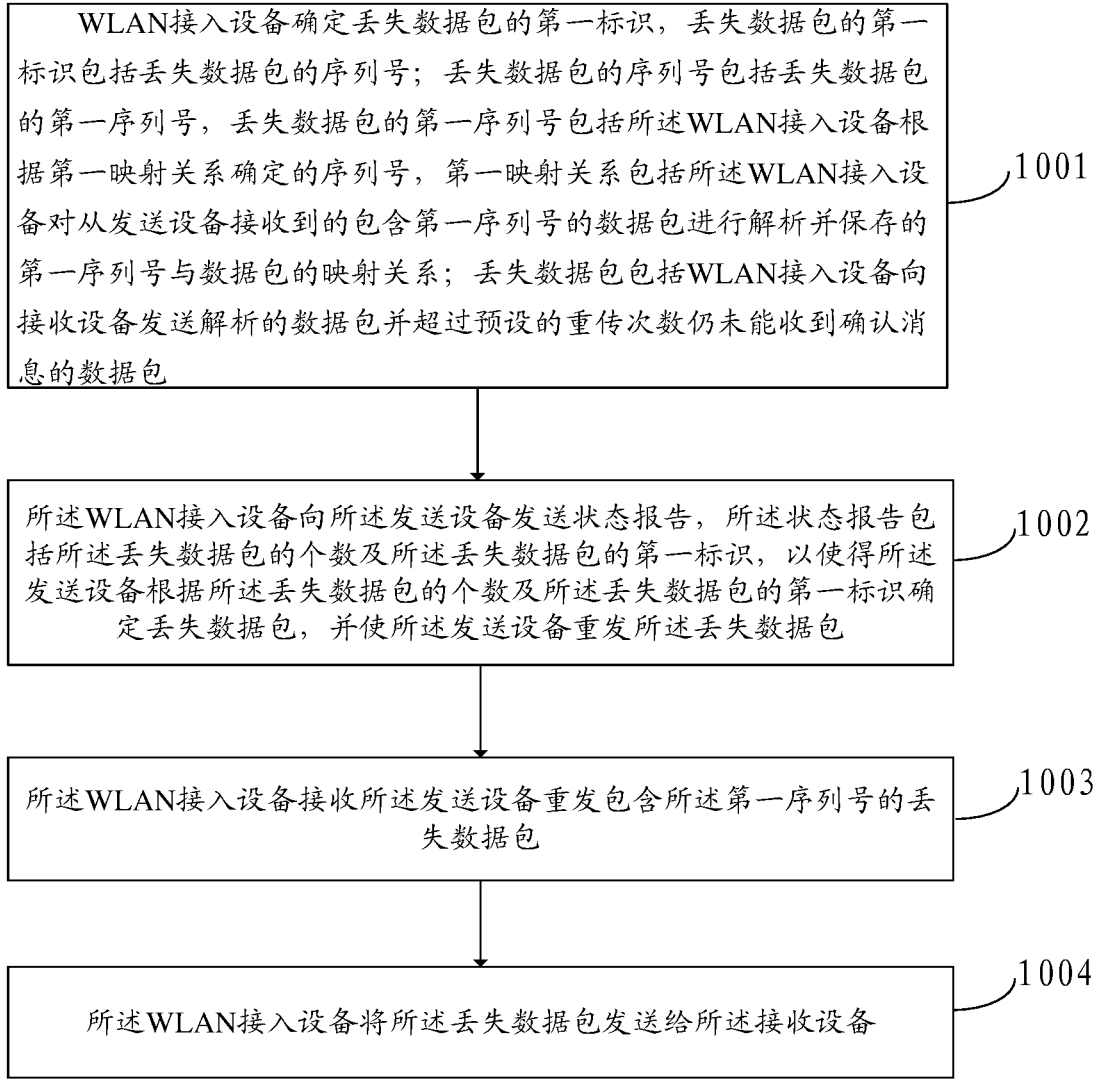 WLAN接入设备确定丢失数据包的第一标识，丢失数据包的第一
标识包括丢失数据包的序列号；丢失数据包的序列号包括丢失数据包
的第一序列号，丢失数据包的第一序列号包括所述WLAN接入设备根
据第一映射关系确定的序列号，第一映射关系包括所述WLAN接入设
备对从发送设备接收到的包含第一序列号的数据包进行解析并保存的
第一序列号与数据包的映射关系；丢失数据包包括WLAN接入设备向
接收设备发送解析的数据包并超过预设的重传次数仍未能收到确认消
息的数据包
1001
所述WLAN接入设备向所述发送设备发送状态报告，所述状态报告包
括所述丢失数据包的个数及所述丢失数据包的第一标识，以使得所述
发送设备根据所述丢失数据包的个数及所述丢失数据包的第一标识确
定丢失数据包，并使所述发送设备重发所述丢失数据包
1002
所述WLAN接入设备接收所述发送设备重发包含所述第一序列号的丢
失数据包
1003
所述WLAN接入设备将所述丢失数据包发送给所述接收设备
1004